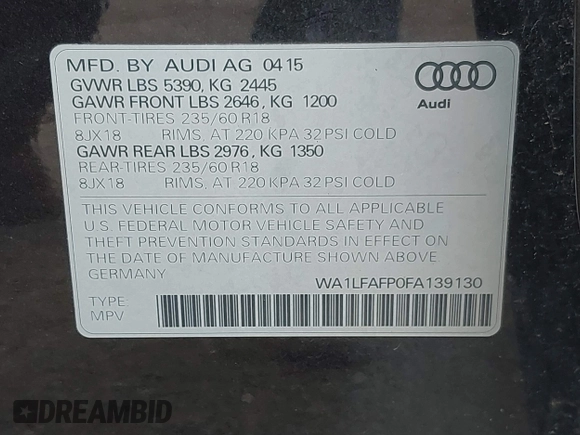 MFD. BY AUDI AG 04 15
GVWR LBS 5390, KG 2445
GAWR FRONT LBS 2646, KG 1200
FRONT-TIRES 235/60 R18
8JX18 RIMS, AT 220 KPA 32 PSI COLD
GAWR REAR LBS 2976, KG 1350
REAR-TIRES 235/60 R18
8JX18 RIMS, AT 220 KPA 32 PSI COLD
Audi
THIS VEHICLE CONFORMS TO ALL APPLICABLE
U.S. FEDERAL MOTOR VEHICLE SAFETY AND
THEFT PREVENTION STANDARDS IN EFFECT ON
THE DATE OF MANUFACTURE SHOWN ABOVE.
GERMANY
WA1LFAFP0FA139130
TYPE
MPV
DREAMBID